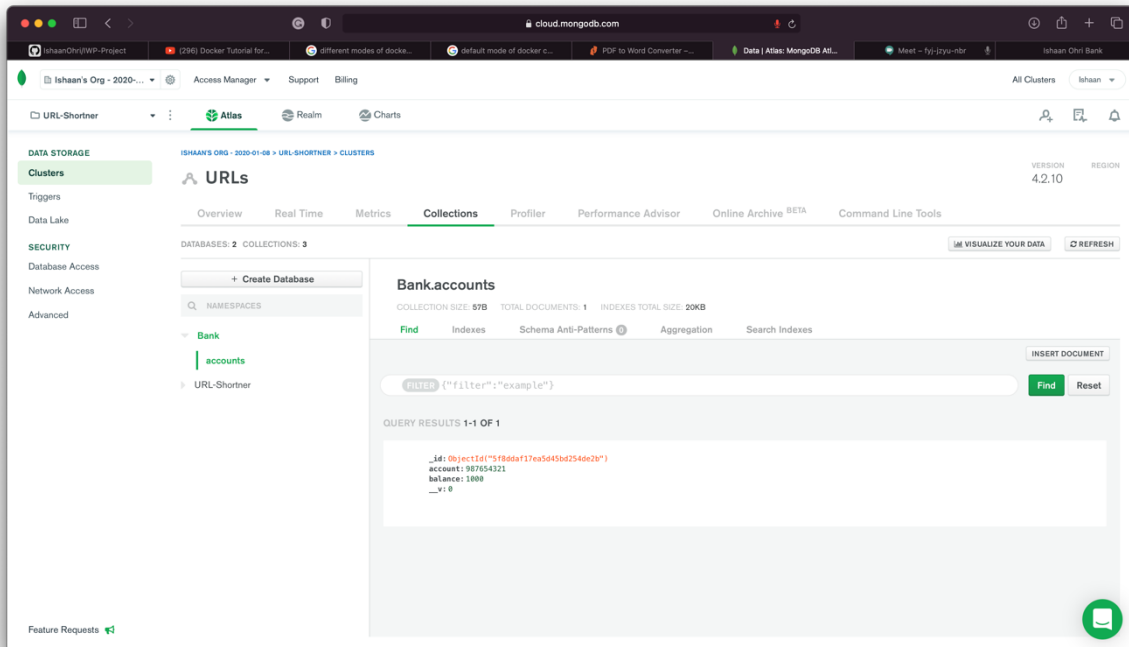 cloud.mongodb.com
IshaanOhri/IWP-Project
(296) Docker Tutorial for...
different modes of docke...
default mode of docker c...
PDF to Word Converter –...
Data | Atlas: MongoDB Atl...
Meet – fyj-jzyu-nbr
Ishaan Ohri Bank
Ishaan's Org - 2020-...
Access Manager
Support
Billing
All Clusters
Ishaan
URL-Shortner
Atlas
Realm
Charts
DATA STORAGE
Clusters
Triggers
Data Lake
SECURITY
Database Access
Network Access
Advanced
Feature Requests
ISHAAN'S ORG - 2020-01-08 > URL-SHORTNER > CLUSTERS
URLs
VERSION
4.2.10
REGION
Overview
Real Time
Metrics
Collections
Profiler
Performance Advisor
Online Archive BETA
Command Line Tools
DATABASES: 2 COLLECTIONS: 3
VISUALIZE YOUR DATA
REFRESH
+ Create Database
NAMESPACES
Bank
accounts
URL-Shortner
Bank.accounts
COLLECTION SIZE: 57B TOTAL DOCUMENTS: 1 INDEXES TOTAL SIZE: 20KB
Find
Indexes
Schema Anti-Patterns 0
Aggregation
Search Indexes
INSERT DOCUMENT
FILTER {"filter":"example"}
Find
Reset
QUERY RESULTS 1-1 OF 1
_id: ObjectId("5f8ddaf17ea5d45bd254de2b")
account: 987654321
balance: 1000
__v: 0